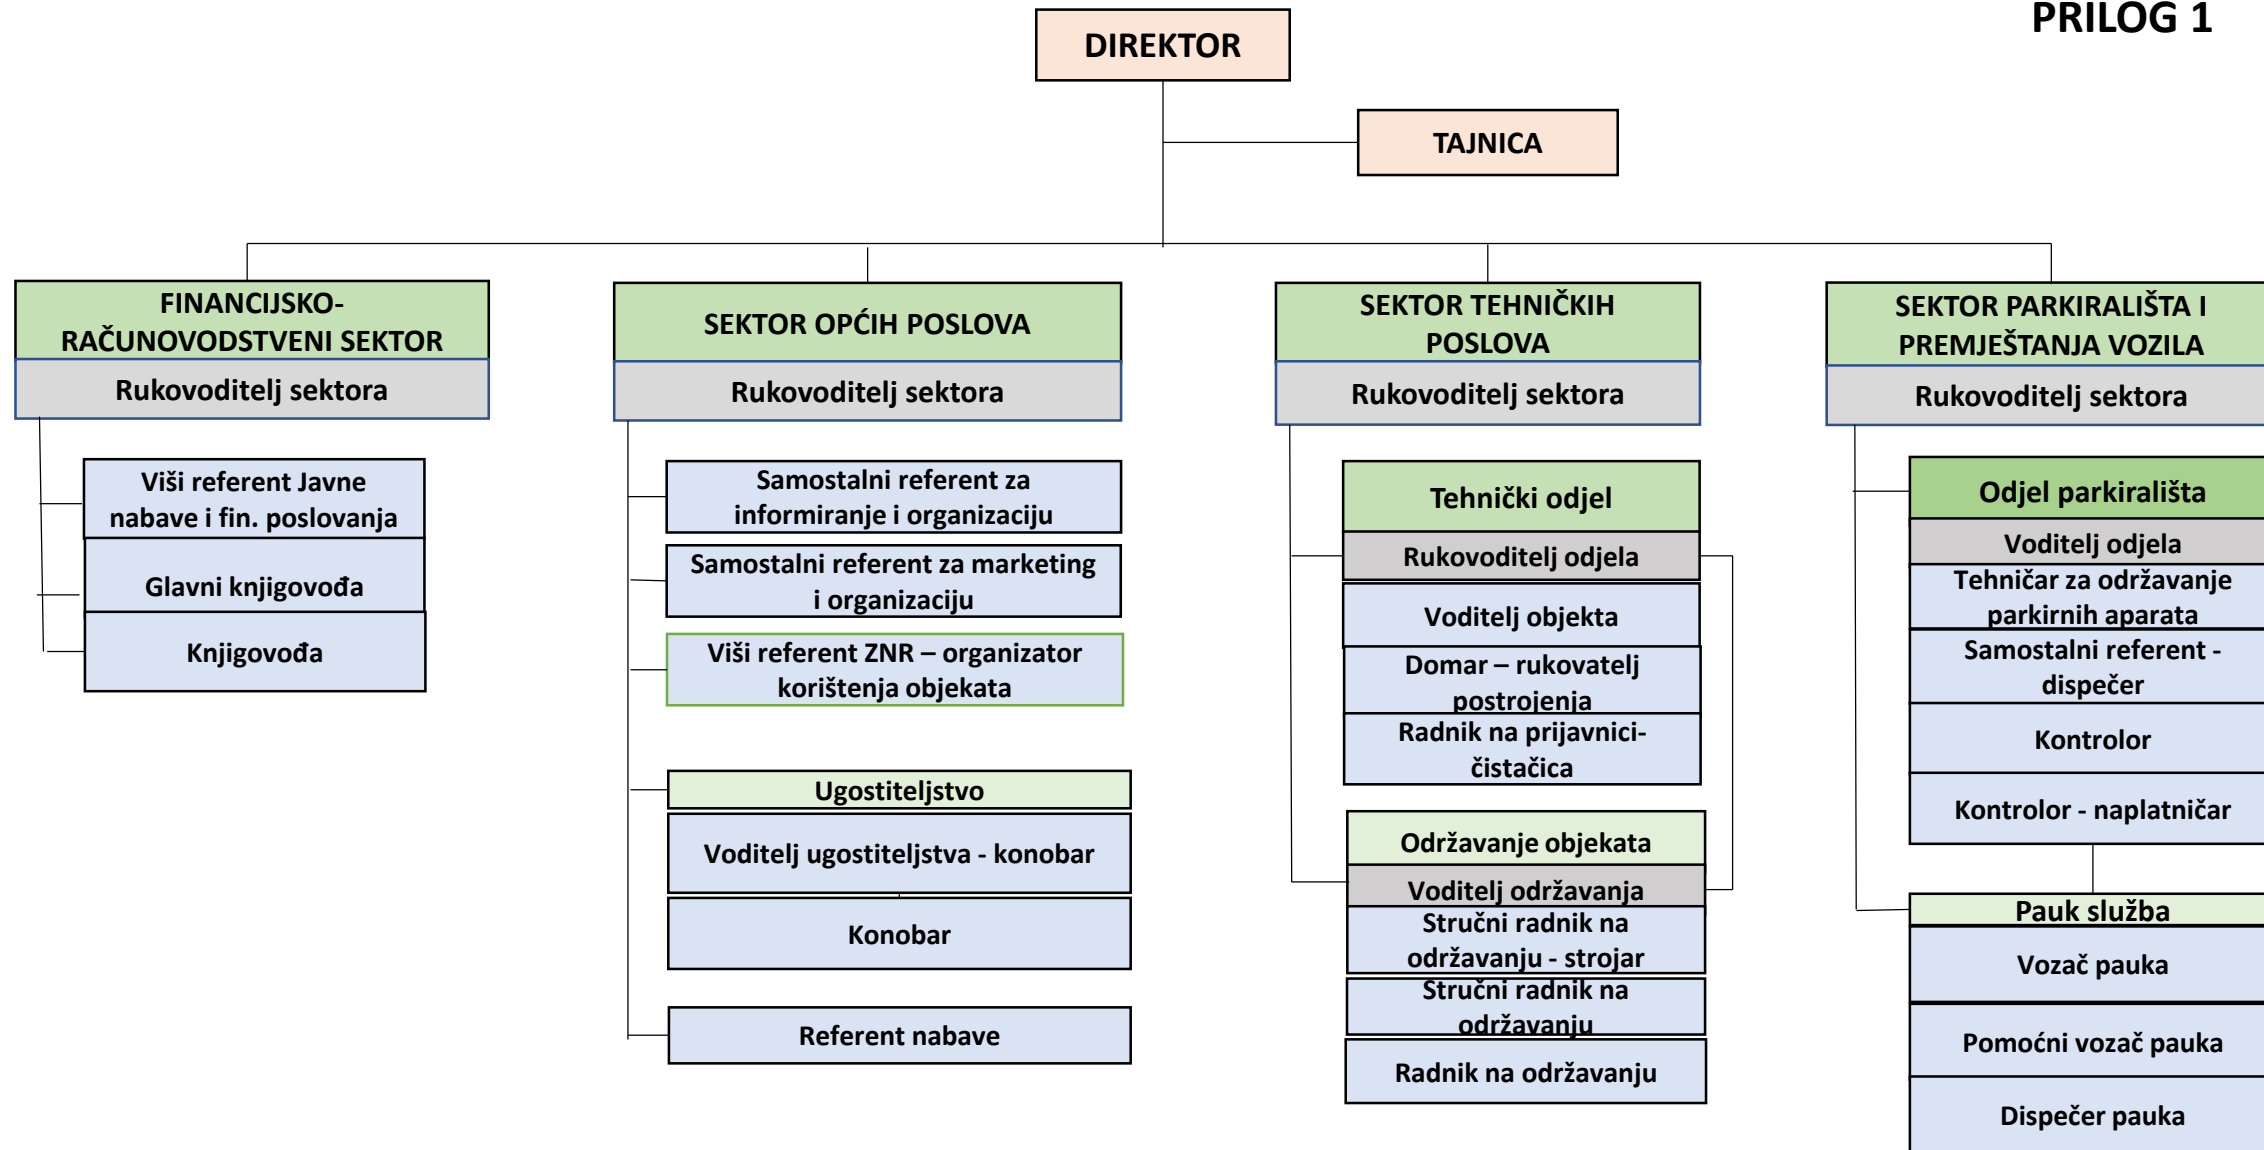 PRILOG 1
DIREKTOR
TAJNICA
FINANCIJSKO-
RAČUNOVODSTVENI SEKTOR
Rukovoditelj sektora
Viši referent Javne
nabave i fin. poslovanja
Glavni knjigovođa
Knjigovođa
SEKTOR OPĆIH POSLOVA
Rukovoditelj sektora
Samostalni referent za
informiranje i organizaciju
Samostalni referent za marketing
i organizaciju
Viši referent ZNR – organizator
korištenja objekata
Ugostiteljstvo
Voditelj ugostiteljstva - konobar
Konobar
Referent nabave
SEKTOR TEHNIČKIH
POSLOVA
Rukovoditelj sektora
Tehnički odjel
Rukovoditelj odjela
Voditelj objekta
Domar – rukovatelj
postrojenja
Radnik na prijavnici-
čistačica
Održavanje objekata
Voditelj održavanja
Stručni radnik na
održavanju - strojar
Stručni radnik na
održavanju
Radnik na održavanju
SEKTOR PARKIRALIŠTA I
PREMJEŠTANJA VOZILA
Rukovoditelj sektora
Odjel parkirališta
Voditelj odjela
Tehničar za održavanje
parkirnih aparata
Samostalni referent -
dispečer
Kontrolor
Kontrolor - naplatničar
Pauk služba
Vozač pauka
Pomoćni vozač pauka
Dispečer pauka